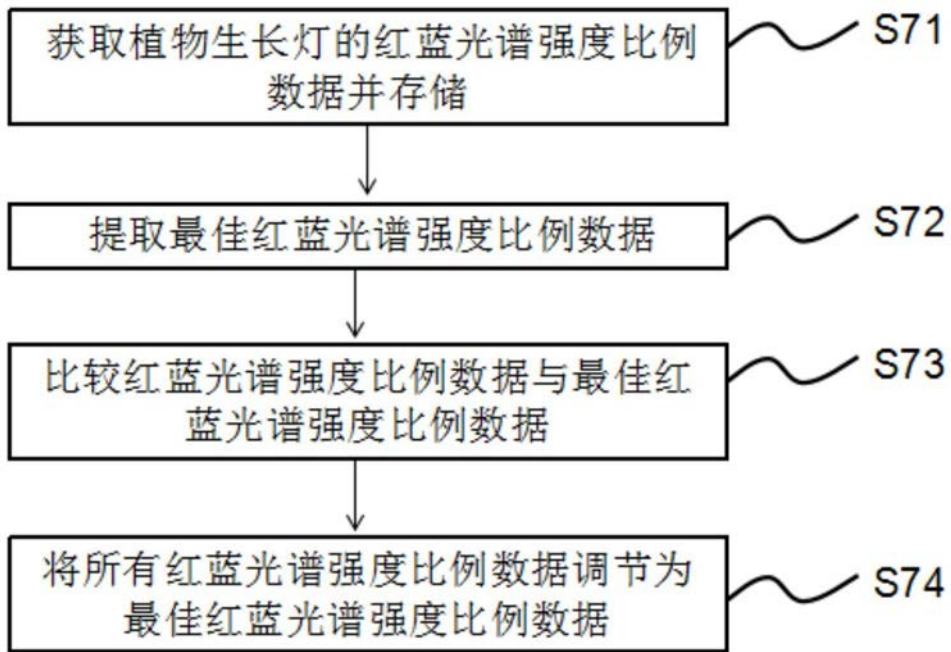 获取植物生长灯的红蓝光谱强度比例
数据并存储
S71
提取最佳红蓝光谱强度比例数据
S72
比较红蓝光谱强度比例数据与最佳红
蓝光谱强度比例数据
S73
将所有红蓝光谱强度比例数据调节为
最佳红蓝光谱强度比例数据
S74